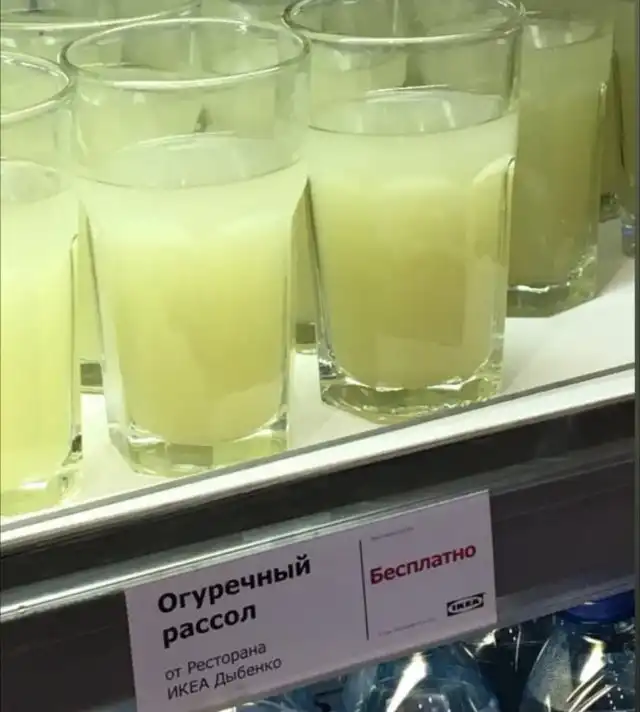 Огуречный
рассол
от Ресторана
ИКЕА Дыбенко
Бесплатно
IKEA